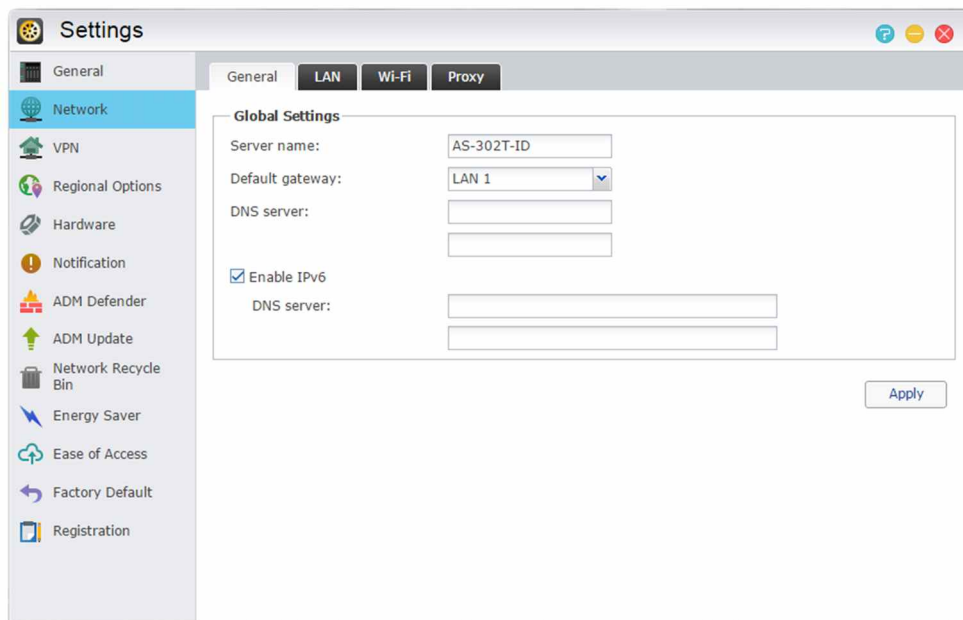 Settings
General
Network
VPN
Regional Options
Hardware
Notification
ADM Defender
ADM Update
Network Recycle
Bin
Energy Saver
Ease of Access
Factory Default
Registration
General LAN Wi-Fi Proxy
Global Settings
Server name: AS-302T-ID
Default gateway: LAN 1
DNS server:
Enable IPv6
DNS server:
Apply